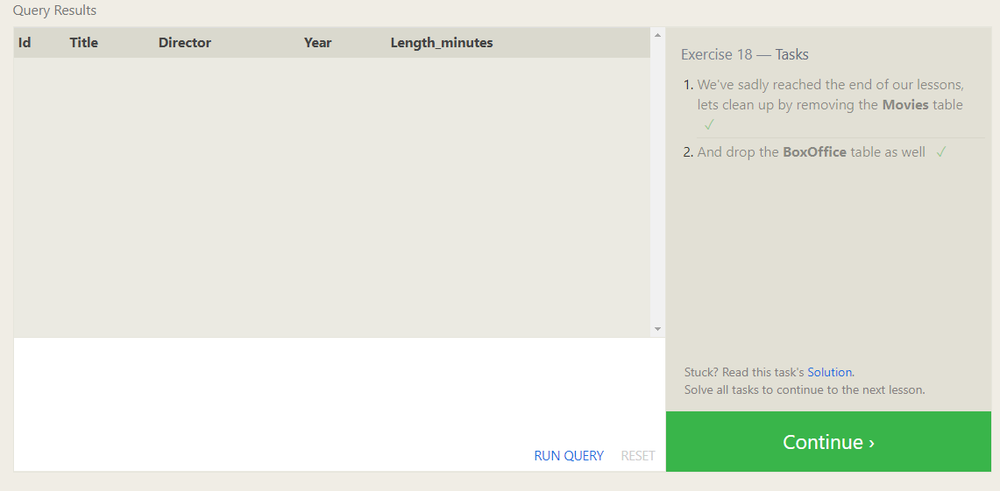 Query Results
Id Title Director Year Length_minutes
Exercise 18 — Tasks
1. We've sadly reached the end of our lessons,
lets clean up by removing the Movies table
✓
2. And drop the BoxOffice table as well ✓
Stuck? Read this task's Solution.
Solve all tasks to continue to the next lesson.
RUN QUERY RESET
Continue ›